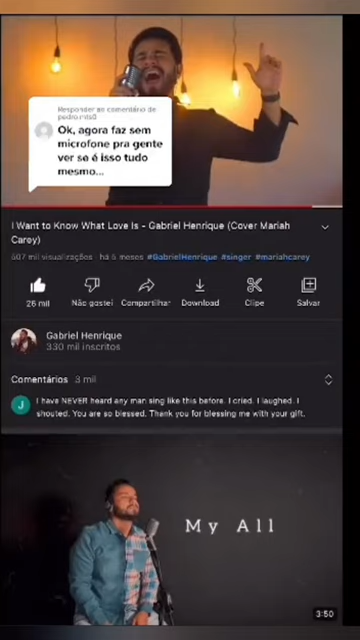 Responder ao comentário de
Ok, agora faz sem
microfone pra gente
ver se é isso tudo
mesmo...
I Want to Know What Love Is - Gabriel Henrique (Cover Mariah
Carey)
607 mil visualizações · há 6 meses #GabrielHenrique #singer #mariahcarey
26 mil Não gostei Compartilhar Download Clipe Salvar
Gabriel Henrique
330 mil inscritos
Comentários 3 mil
J I have NEVER heard any man sing like this before. I cried. I laughed. I
shouted. You are so blessed. Thank you for blessing me with your gift.
My All
3:50